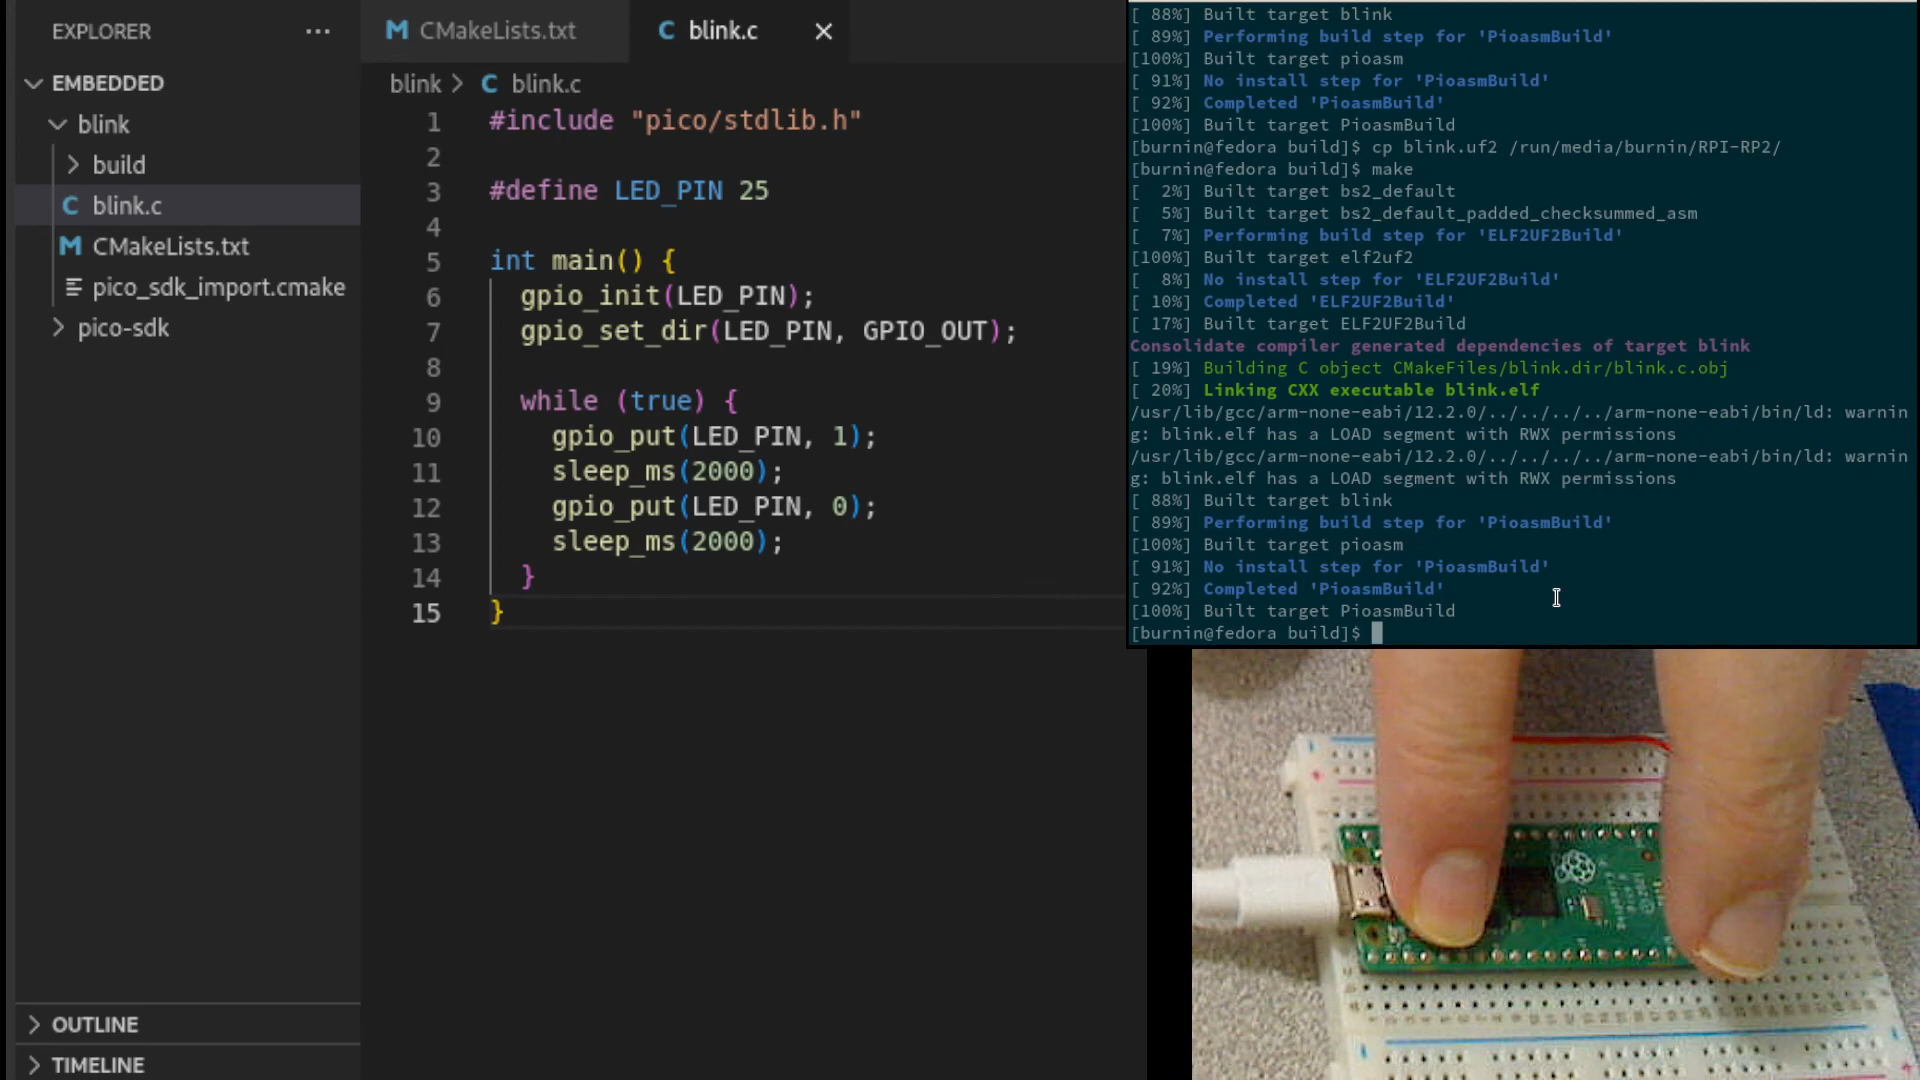 EXPLORER
EMBEDDED
blink
build
blink.c
CMakeLists.txt
pico_sdk_import.cmake
pico-sdk
OUTLINE
TIMELINE
CMakeLists.txt
blink.c
blink > C blink.c
1 #include "pico/stdlib.h"
2
3 #define LED_PIN 25
4
5 int main() {
6 gpio_init(LED_PIN);
7 gpio_set_dir(LED_PIN, GPIO_OUT);
8
9 while (true) {
10 gpio_put(LED_PIN, 1);
11 sleep_ms(2000);
12 gpio_put(LED_PIN, 0);
13 sleep_ms(2000);
14 }
15 }
[ 88%] Built target blink
[ 89%] Performing build step for 'PioasmBuild'
[100%] Built target pioasm
[ 91%] No install step for 'PioasmBuild'
[ 92%] Completed 'PioasmBuild'
[100%] Built target PioasmBuild
[burnin@fedora build]$ cp blink.uf2 /run/media/burnin/RPI-RP2/
[burnin@fedora build]$ make
[  2%] Built target bs2_default
[  5%] Built target bs2_default_padded_checksummed_asm
[  7%] Performing build step for 'ELF2UF2Build'
[100%] Built target elf2uf2
[  8%] No install step for 'ELF2UF2Build'
[ 10%] Completed 'ELF2UF2Build'
[ 17%] Built target ELF2UF2Build
Consolidate compiler generated dependencies of target blink
[ 19%] Building C object CMakeFiles/blink.dir/blink.c.obj
[ 20%] Linking CXX executable blink.elf
/usr/lib/gcc/arm-none-eabi/12.2.0/../../../../arm-none-eabi/bin/ld: warnin
g: blink.elf has a LOAD segment with RWX permissions
/usr/lib/gcc/arm-none-eabi/12.2.0/../../../../arm-none-eabi/bin/ld: warnin
g: blink.elf has a LOAD segment with RWX permissions
[ 88%] Built target blink
[ 89%] Performing build step for 'PioasmBuild'
[100%] Built target pioasm
[ 91%] No install step for 'PioasmBuild'
[ 92%] Completed 'PioasmBuild'
[100%] Built target PioasmBuild
[burnin@fedora build]$